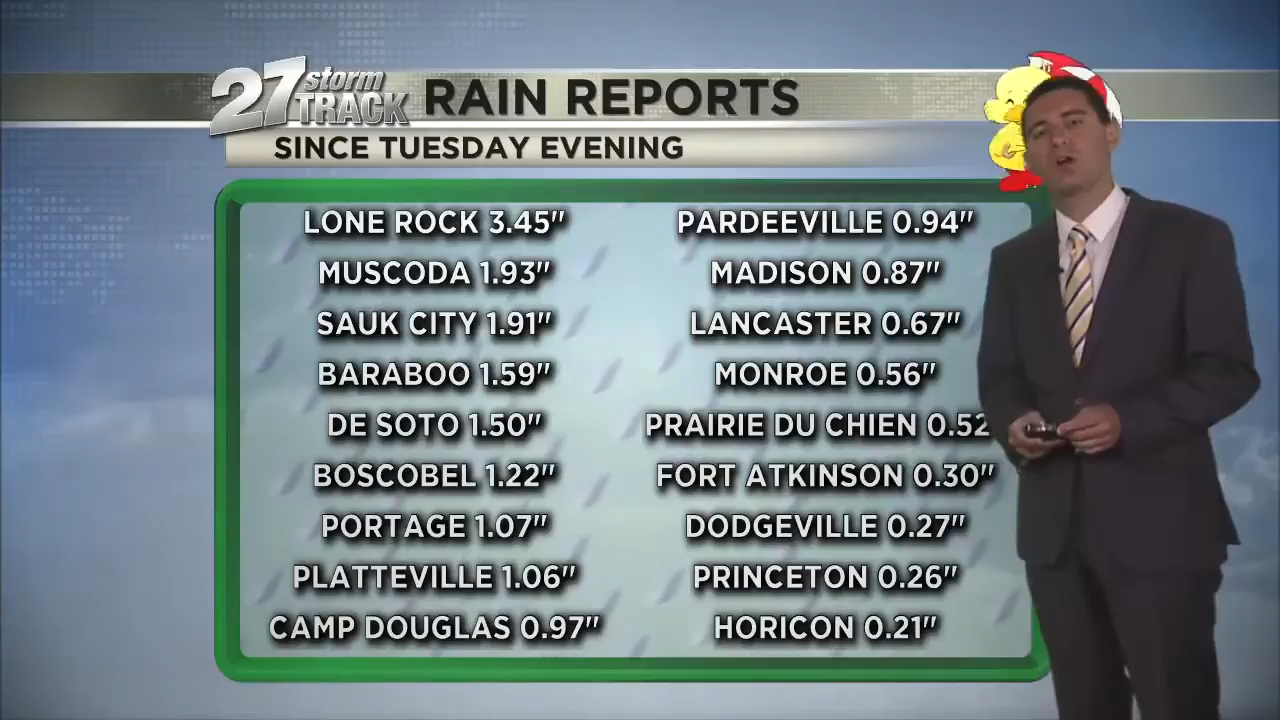 27 storm TRACK RAIN REPORTS
SINCE TUESDAY EVENING
LONE ROCK 3.45"
MUSCODA 1.93"
SAUK CITY 1.91"
BARABOO 1.59"
DE SOTO 1.50"
BOSCOBEL 1.22"
PORTAGE 1.07"
PLATTEVILLE 1.06"
CAMP DOUGLAS 0.97"
PARDEEVILLE 0.94"
MADISON 0.87"
LANCASTER 0.67"
MONROE 0.56"
PRAIRIE DU CHIEN 0.52
FORT ATKINSON 0.30"
DODGEVILLE 0.27"
PRINCETON 0.26"
HORICON 0.21"